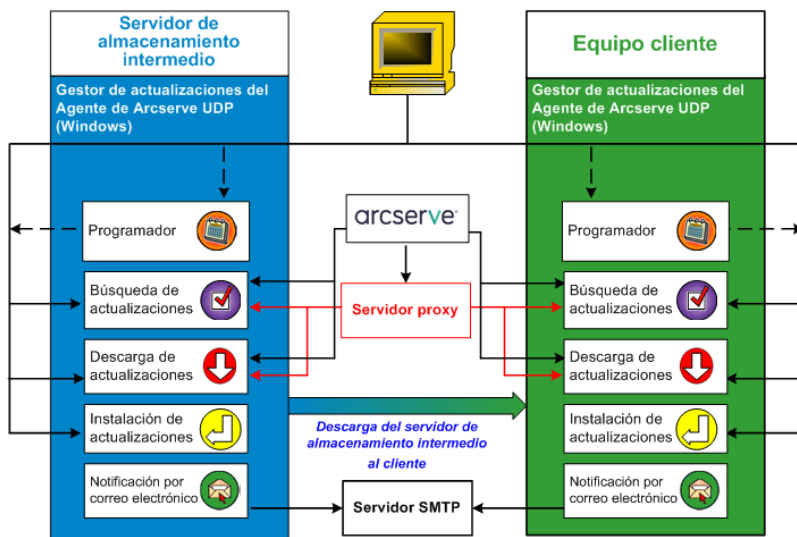 Servidor de
almacenamiento
intermedio
Gestor de actualizaciones del
Agente de Arcserve UDP
(Windows)
Programador
Búsqueda de
actualizaciones
Descarga de
actualizaciones
Instalación de
actualizaciones
Notificación por
correo electrónico
arcserve®
Servidor proxy
Descarga del servidor de
almacenamiento intermedio
al cliente
Servidor SMTP
Equipo cliente
Gestor de actualizaciones del
Agente de Arcserve UDP
(Windows)
Programador
Búsqueda de
actualizaciones
Descarga de
actualizaciones
Instalación de
actualizaciones
Notificación por
correo electrónico